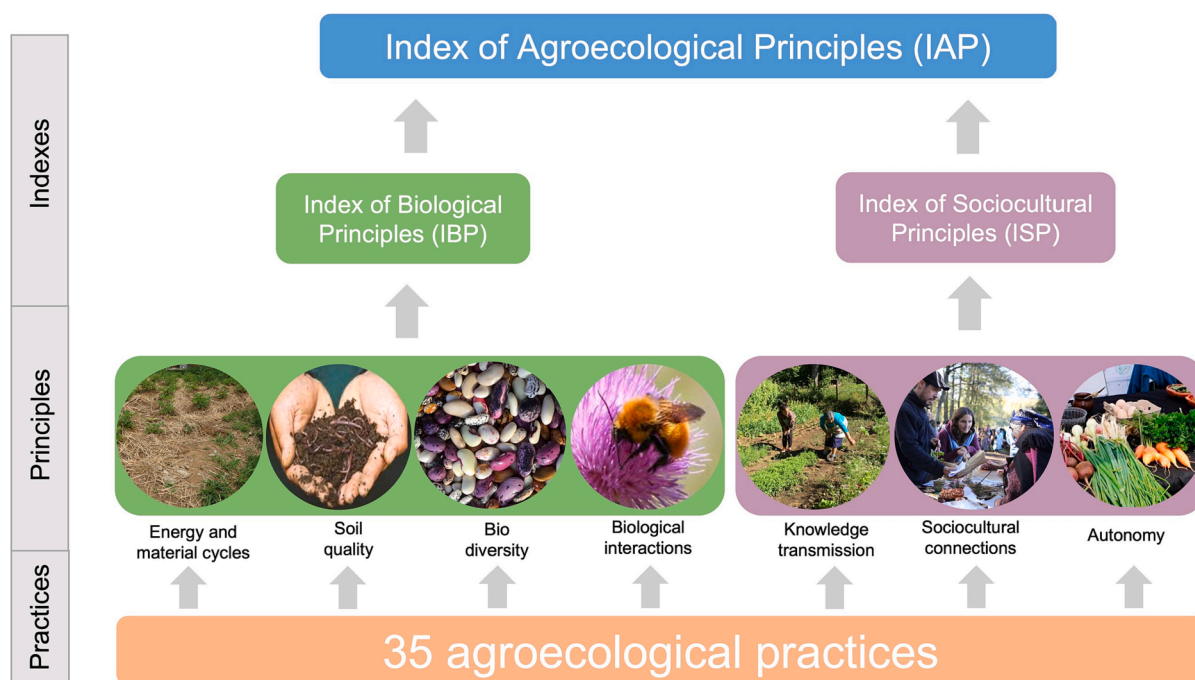 Index of Agroecological Principles (IAP)
Indexes
Index of Biological
Principles (IBP)
Index of Sociocultural
Principles (ISP)
Principles
Energy and
material cycles
Soil
quality
Bio
diversity
Biological
interactions
Knowledge
transmission
Sociocultural
connections
Autonomy
Practices
35 agroecological practices